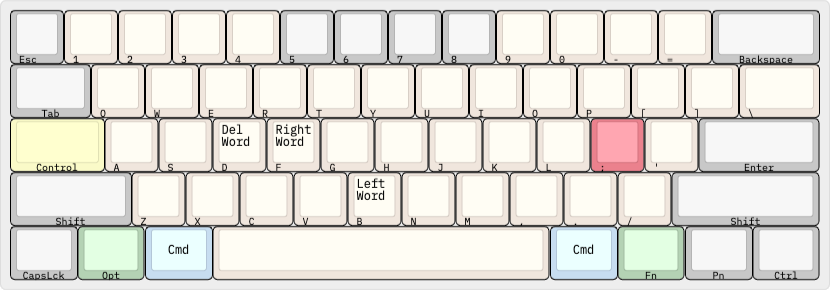 Esc 1 2 3 4 5 6 7 8 9 0 - = Backspace
Tab Q W E R T Y U I O P [ ] \
Control A S Del Word D Right Word F G H J K L ; ' Enter
Shift Z X C V Left Word B N M , . / Shift
CapsLck Opt Cmd Cmd Fn Pn Ctrl